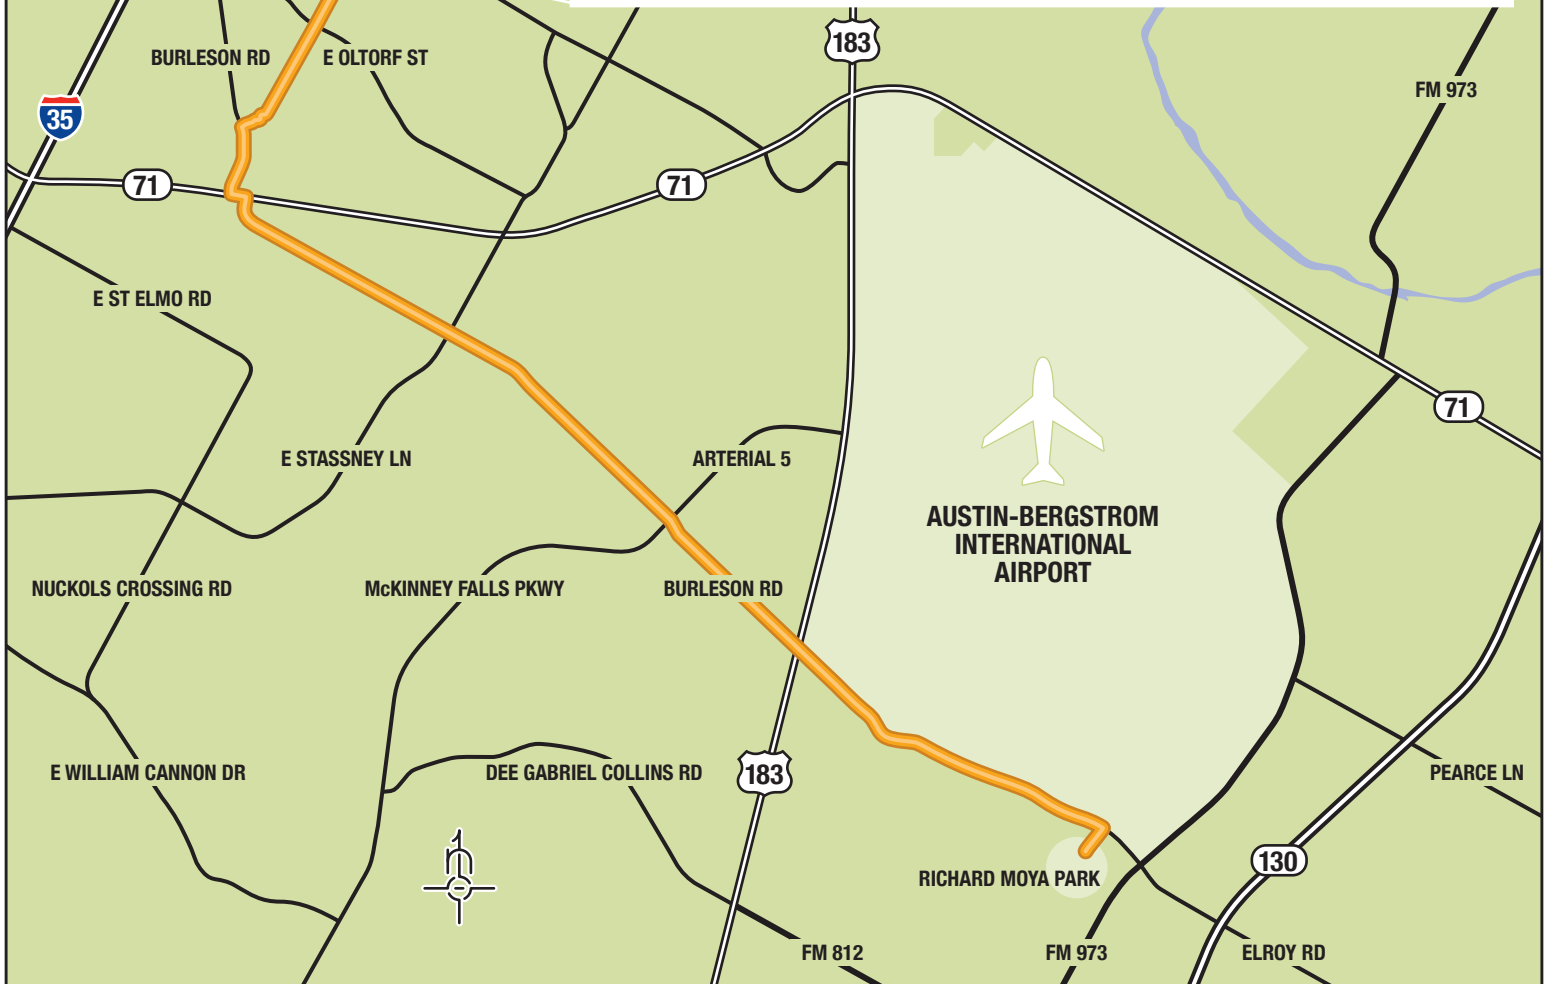 183
BURLESON RD
E OLTORF ST
FM 973
35
71
71
E ST ELMO RD
71
E STASSNEY LN
ARTERIAL 5
AUSTIN-BERGSTROM
INTERNATIONAL
AIRPORT
NUCKOLS CROSSING RD
McKINNEY FALLS PKWY
BURLESON RD
E WILLIAM CANNON DR
DEE GABRIEL COLLINS RD
183
PEARCE LN
n
130
RICHARD MOYA PARK
FM 812
FM 973
ELROY RD